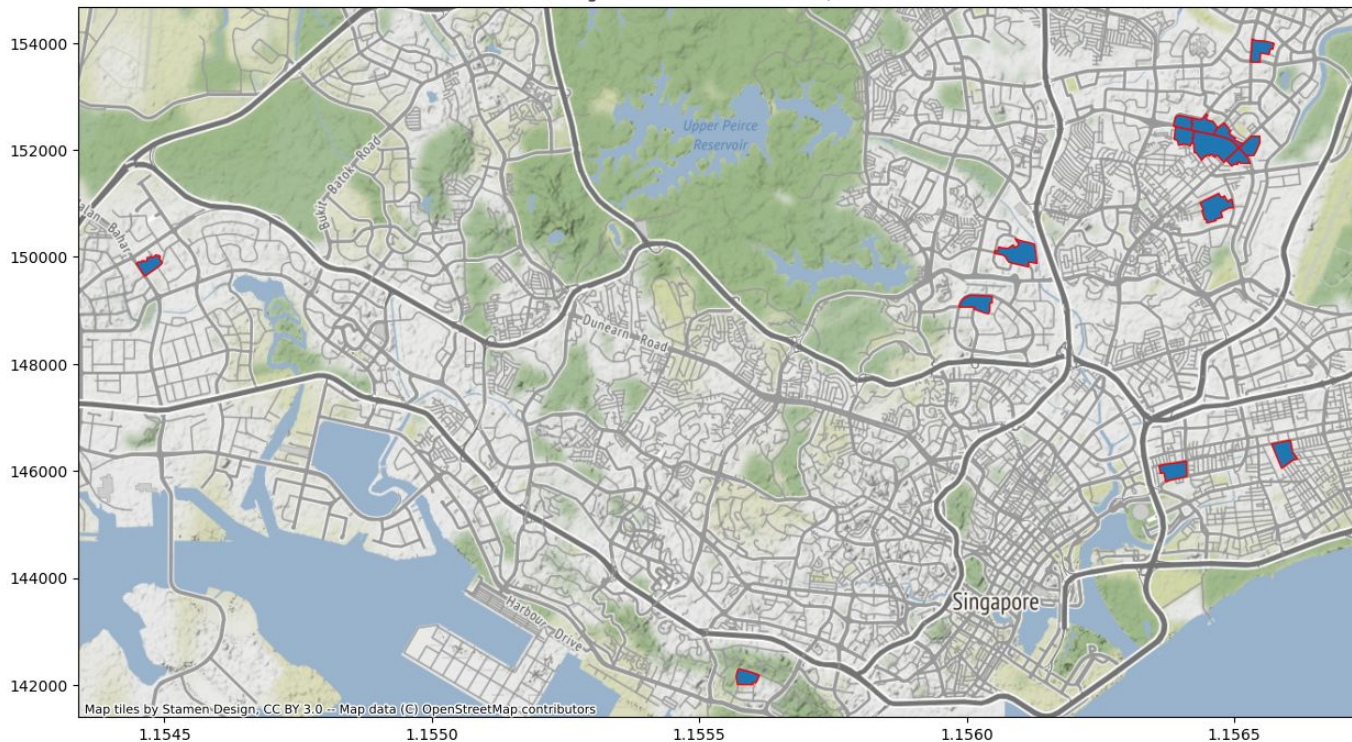 154000
152000
150000
148000
146000
144000
142000
Upper Peirce
Reservoir
Bukit Batok Road
Bahar
Dunearn Road
Singapore
Harbour Drive
Map tiles by Stamen Design, CC BY 3.0 -- Map data (C) OpenStreetMap contributors
1.1545
1.1550
1.1555
1.1560
1.1565